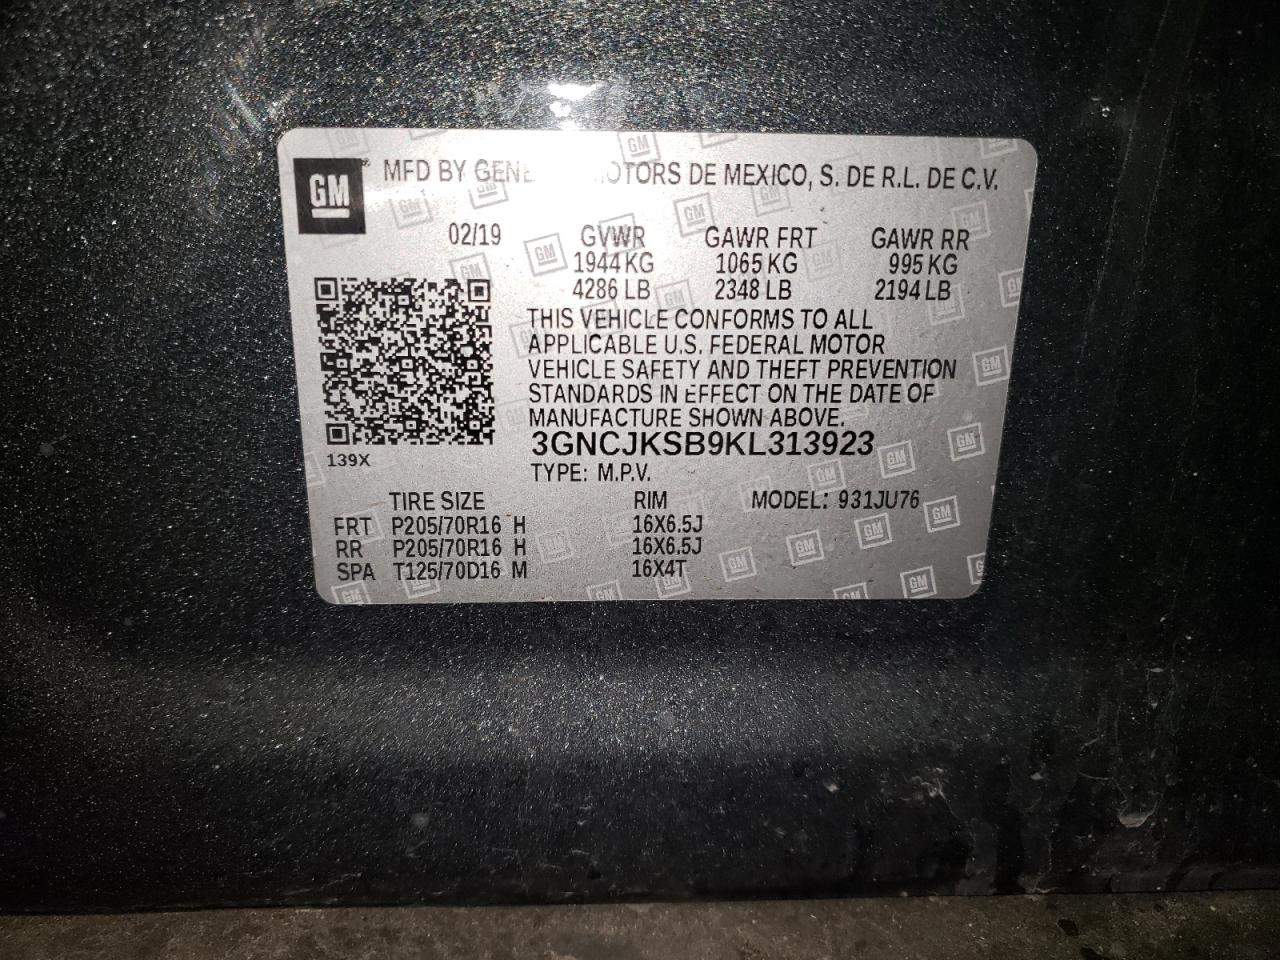 GM
MFD BY GENE OTORS DE MEXICO, S. DE R.L. DE C.V.
02/19 GVWR GAWR FRT GAWR RR
1944 KG 1065 KG 995 KG
4286 LB 2348 LB 2194 LB
THIS VEHICLE CONFORMS TO ALL
APPLICABLE U.S. FEDERAL MOTOR
VEHICLE SAFETY AND THEFT PREVENTION
STANDARDS IN EFFECT ON THE DATE OF
MANUFACTURE SHOWN ABOVE.
3GNCJKSB9KL313923
139X
TYPE: M.P.V.
TIRE SIZE RIM MODEL: 931JU76
FRT P205/70R16 H 16X6.5J
RR P205/70R16 H 16X6.5J
SPA T125/70D16 M 16X4T